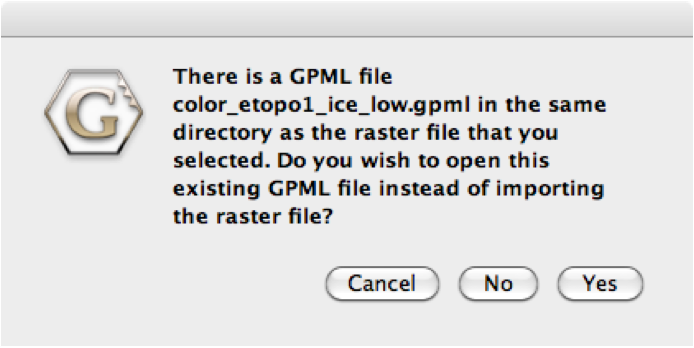 There is a GPML file
color_etopo1_ice_low.gpml in the same
directory as the raster file that you
selected. Do you wish to open this
existing GPML file instead of importing
the raster file?
G
Cancel No Yes